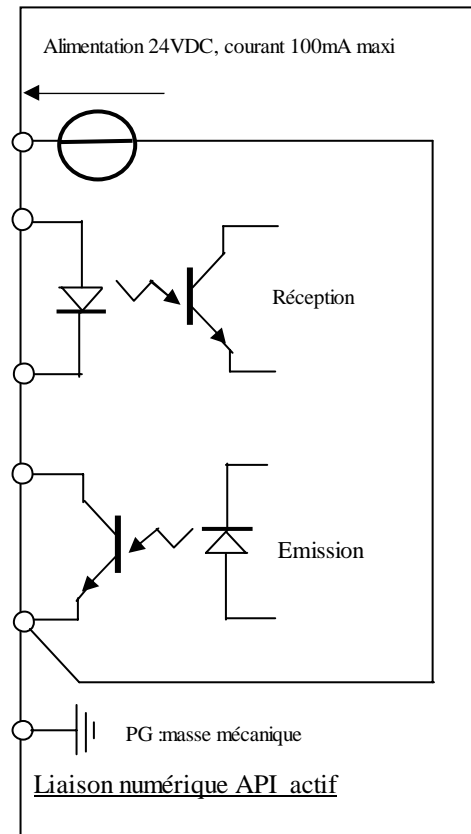 Alimentation 24VDC, courant 100mA maxi
Réception
Emission
PG :masse mécanique
Liaison numérique API actif